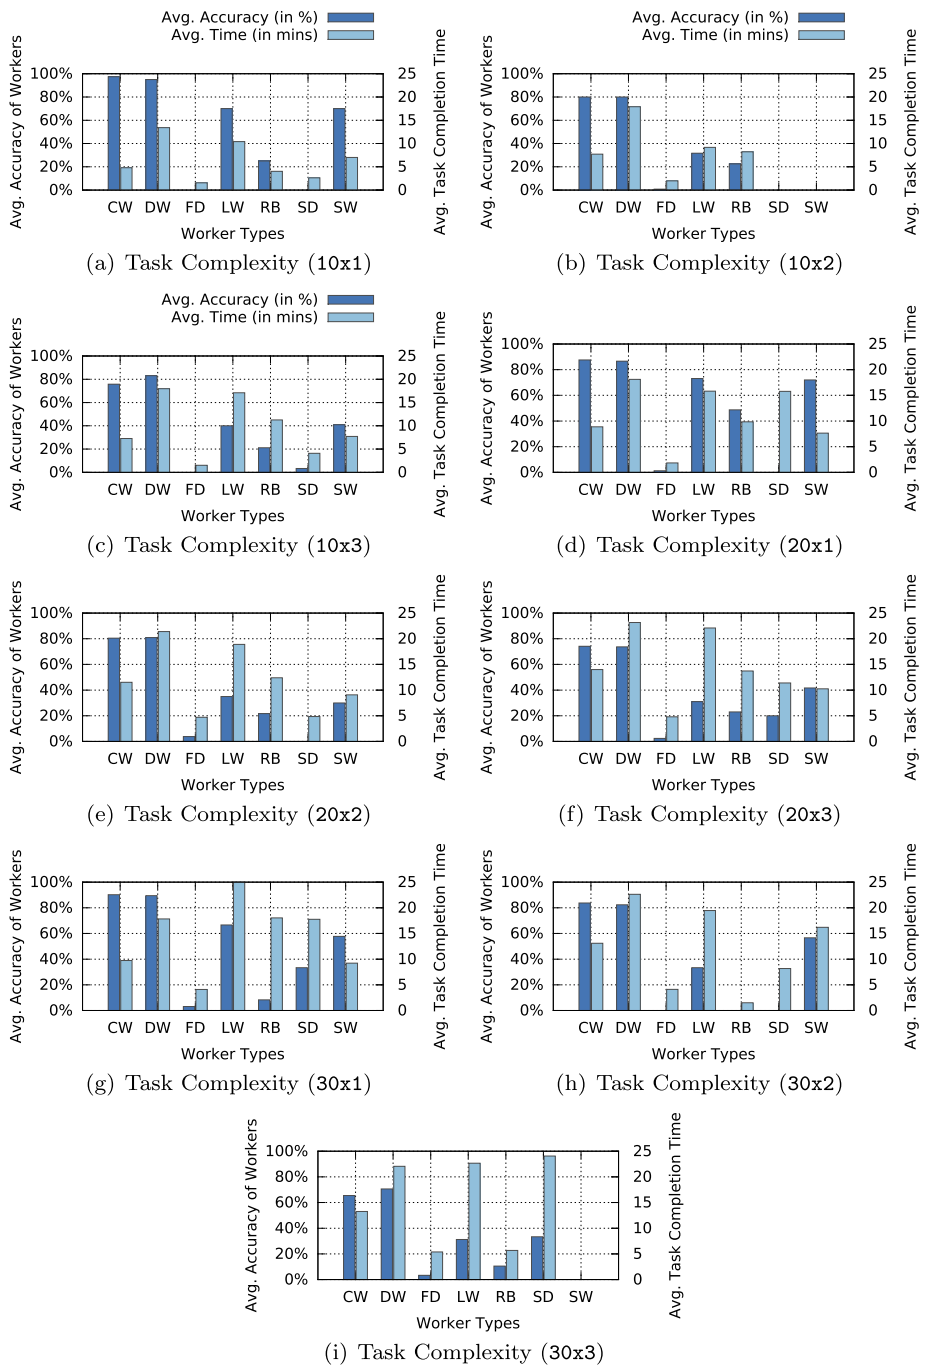 Avg. Accuracy (in %)
Avg. Time (in mins)
Avg. Accuracy of Workers
100%
80%
60%
40%
20%
0%
25
20
15
10
5
0
Avg. Task Completion Time
CW DW FD LW RB SD SW
Worker Types
(a) Task Complexity (10x1)
Avg. Accuracy (in %)
Avg. Time (in mins)
Avg. Accuracy of Workers
100%
80%
60%
40%
20%
0%
25
20
15
10
5
0
Avg. Task Completion Time
CW DW FD LW RB SD SW
Worker Types
(b) Task Complexity (10x2)
Avg. Accuracy (in %)
Avg. Time (in mins)
Avg. Accuracy of Workers
100%
80%
60%
40%
20%
0%
25
20
15
10
5
0
Avg. Task Completion Time
CW DW FD LW RB SD SW
Worker Types
(c) Task Complexity (10x3)
Avg. Accuracy of Workers
100%
80%
60%
40%
20%
0%
25
20
15
10
5
0
Avg. Task Completion Time
CW DW FD LW RB SD SW
Worker Types
(d) Task Complexity (20x1)
Avg. Accuracy of Workers
100%
80%
60%
40%
20%
0%
25
20
15
10
5
0
Avg. Task Completion Time
CW DW FD LW RB SD SW
Worker Types
(e) Task Complexity (20x2)
Avg. Accuracy of Workers
100%
80%
60%
40%
20%
0%
25
20
15
10
5
0
Avg. Task Completion Time
CW DW FD LW RB SD SW
Worker Types
(f) Task Complexity (20x3)
Avg. Accuracy of Workers
100%
80%
60%
40%
20%
0%
25
20
15
10
5
0
Avg. Task Completion Time
CW DW FD LW RB SD SW
Worker Types
(g) Task Complexity (30x1)
Avg. Accuracy of Workers
100%
80%
60%
40%
20%
0%
25
20
15
10
5
0
Avg. Task Completion Time
CW DW FD LW RB SD SW
Worker Types
(h) Task Complexity (30x2)
Avg. Accuracy of Workers
100%
80%
60%
40%
20%
0%
25
20
15
10
5
0
Avg. Task Completion Time
CW DW FD LW RB SD SW
Worker Types
(i) Task Complexity (30x3)